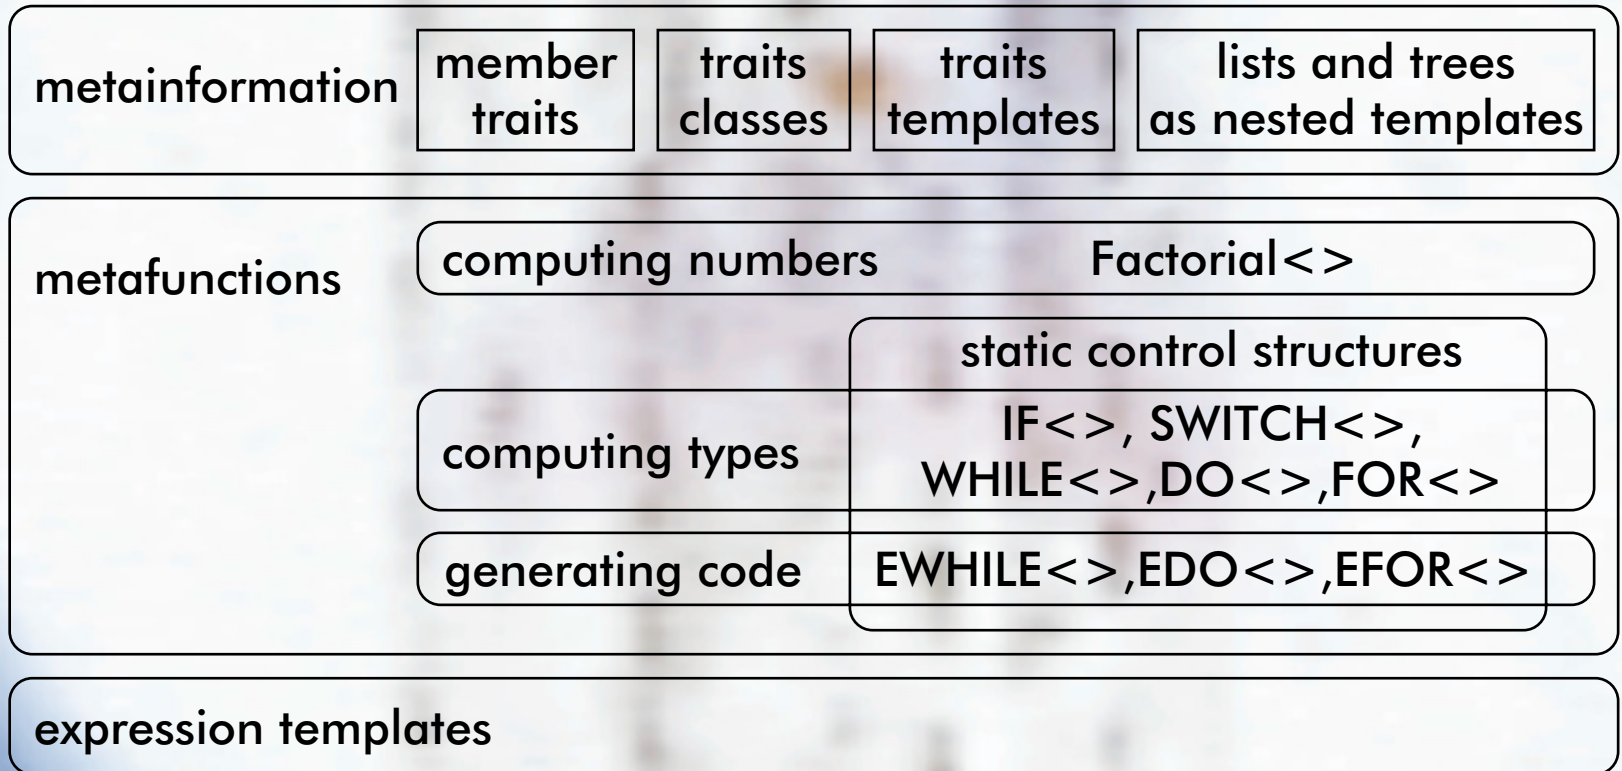 metainformation
member
traits
traits
classes
traits
templates
lists and trees
as nested templates
metafunctions
computing numbers Factorial<>
static control structures
computing types
IF<>, SWITCH<>,
WHILE<>,DO<>,FOR<>
generating code EWHILE<>,EDO<>,EFOR<>
expression templates